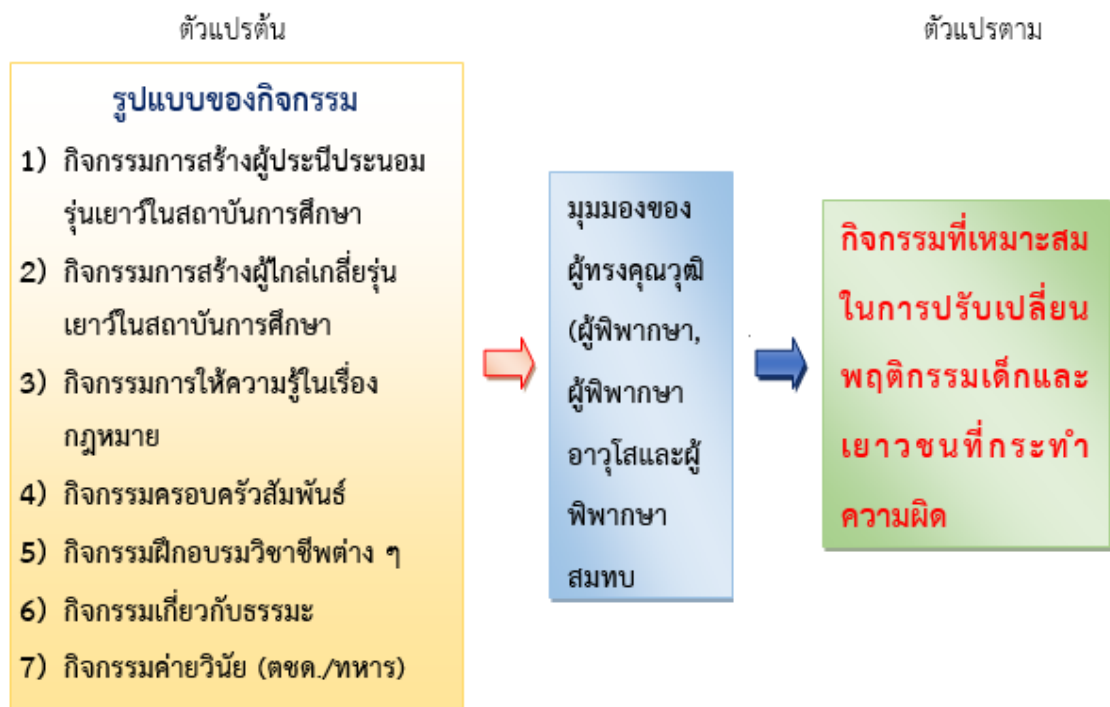 ตัวแปรต้น
ตัวแปรตาม
รูปแบบของกิจกรรม
1) กิจกรรมการสร้างผู้ประนีประนอม
รุ่นเยาว์ในสถาบันการศึกษา
2) กิจกรรมการสร้างผู้ไกล่เกลี่ยรุ่น
เยาว์ในสถาบันการศึกษา
3) กิจกรรมการให้ความรู้ในเรื่อง
กฎหมาย
4) กิจกรรมครอบครัวสัมพันธ์
5) กิจกรรมฝึกอบรมวิชาชีพต่าง ๆ
6) กิจกรรมเกี่ยวกับธรรมะ
7) กิจกรรมค่ายวินัย (ตชด./ทหาร)
มุมมองของ
ผู้ทรงคุณวุฒิ
(ผู้พิพากษา,
ผู้พิพากษา
อาวุโสและผู้
พิพากษา
สมทบ
กิจกรรมที่เหมาะสม
ในการปรับเปลี่ยน
พฤติกรรมเด็กและ
เยาวชนที่กระทำ
ความผิด